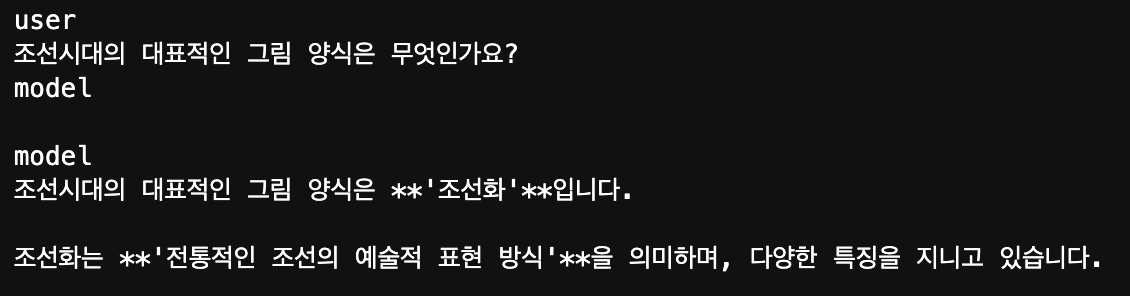 user
조선시대의 대표적인 그림 양식은 무엇인가요?
model
model
조선시대의 대표적인 그림 양식은 **'조선화'**입니다.
조선화는 **'전통적인 조선의 예술적 표현 방식'**을 의미하며, 다양한 특징을 지니고 있습니다.